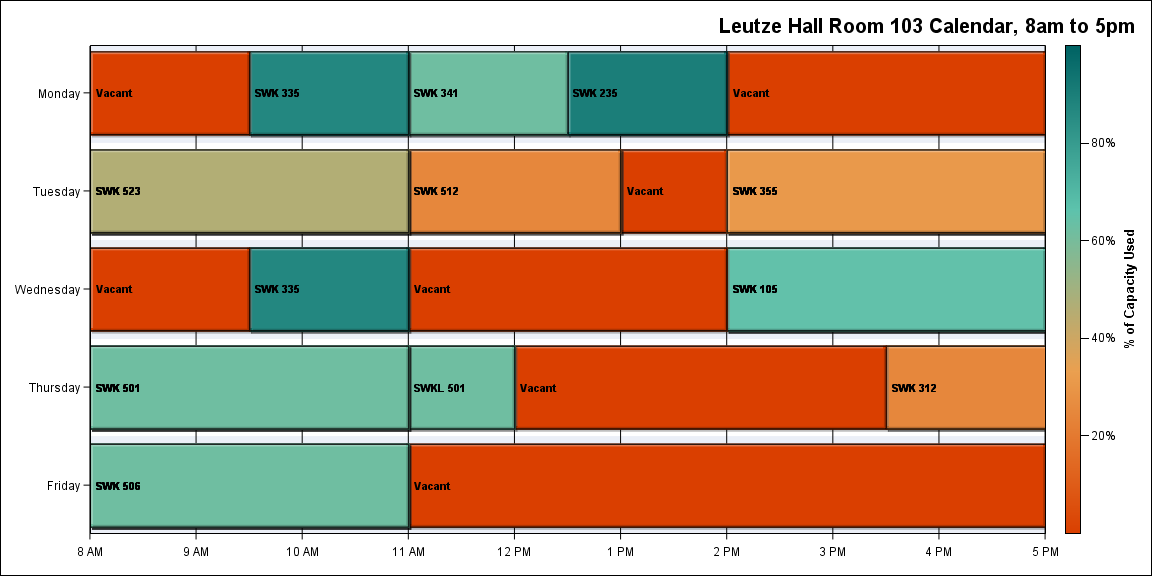 Leutze Hall Room 103 Calendar, 8am to 5pm
Monday
Vacant
SWK 335
SWK 341
SWK 235
Vacant
Tuesday
SWK 523
SWK 512
Vacant
SWK 355
Wednesday
Vacant
SWK 335
Vacant
SWK 105
Thursday
SWK 501
SWKL 501
Vacant
SWK 312
Friday
SWK 506
Vacant
8 AM
9 AM
10 AM
11 AM
12 PM
1 PM
2 PM
3 PM
4 PM
5 PM
80%
60%
40%
20%
% of Capacity Used